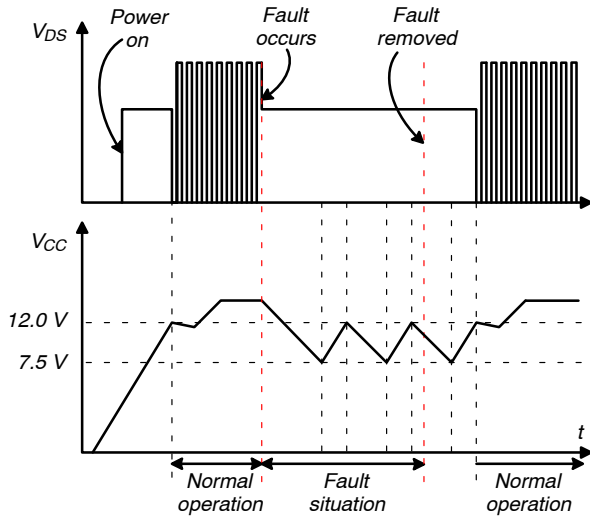 Power
on
Fault
occurs
Fault
removed
VDS
VCC
12.0 V
7.5 V
t
Normal
operation
Fault
situation
Normal
operation